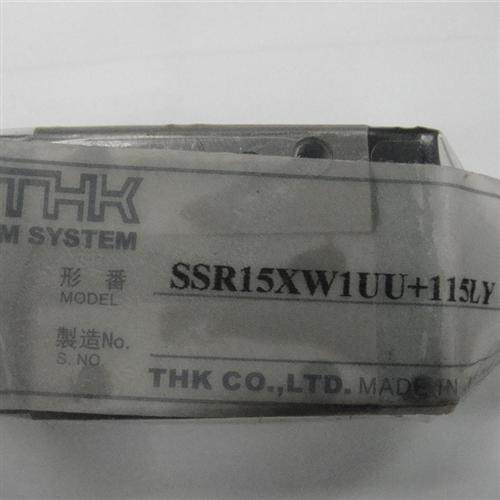 THK
M SYSTEM
形番 SSR15XW1UU+115LY
MODEL
製造No.
S. NO
THK CO.,LTD. MADE IN